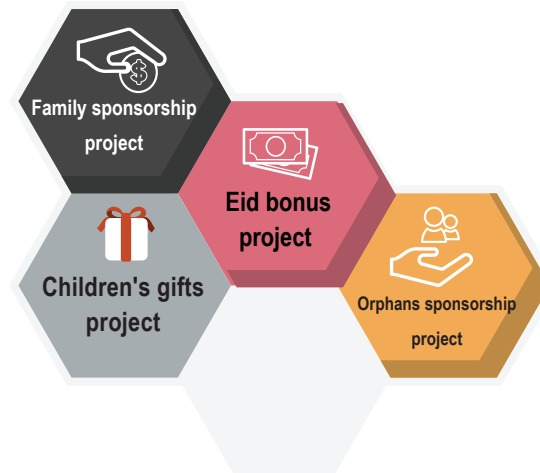 Family sponsorship
project
Eid bonus
project
Children's gifts
project
Orphans sponsorship
project